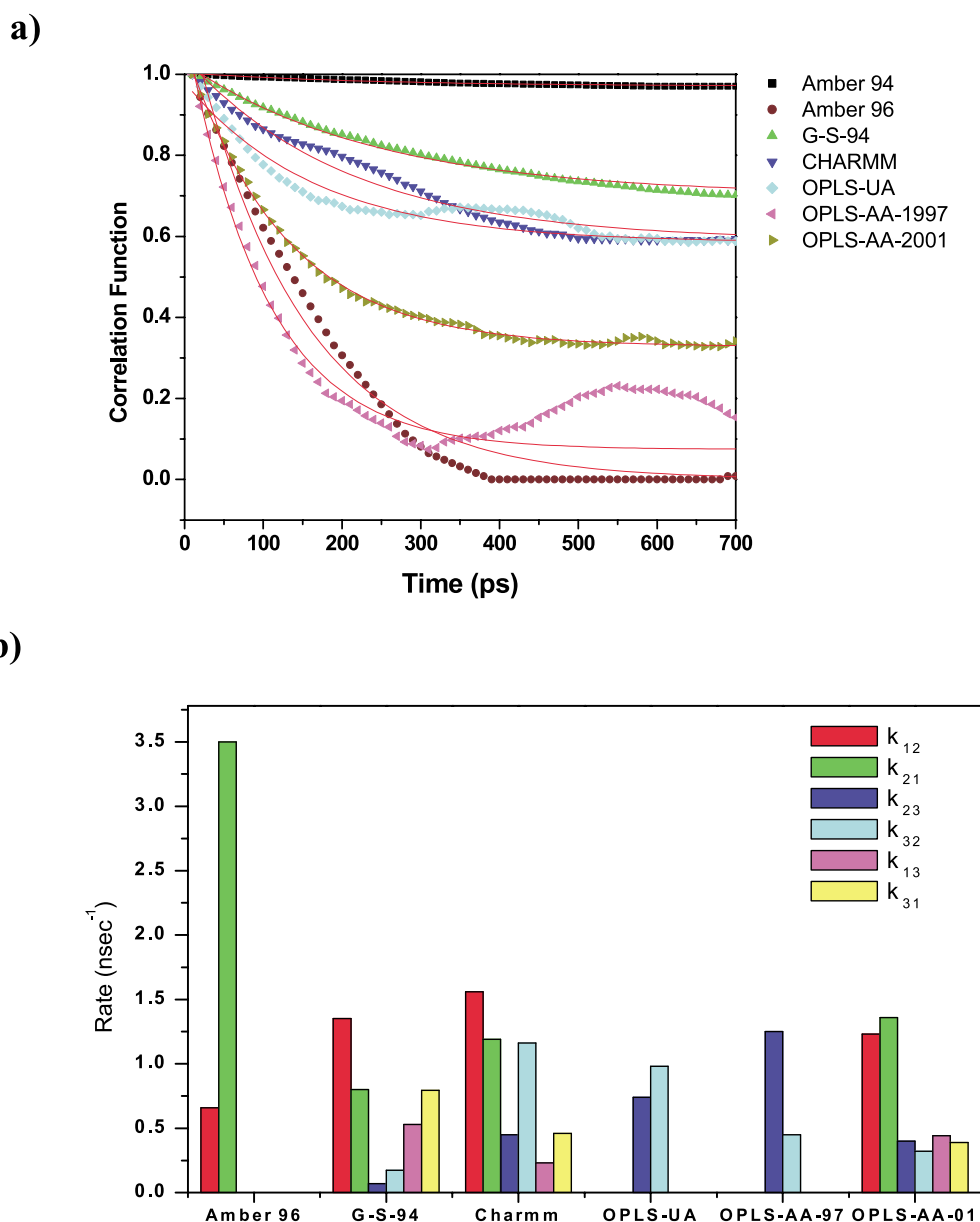 a)
1.0
0.8
0.6
0.4
0.2
0.0
Correlation Function
0 100 200 300 400 500 600 700
Time (ps)
Amber 94
Amber 96
G-S-94
CHARMM
OPLS-UA
OPLS-AA-1997
OPLS-AA-2001
b)
3.5
3.0
2.5
2.0
1.5
1.0
0.5
0.0
Rate (nsec⁻¹)
k₁₂
k₂₁
k₂₃
k₃₂
k₁₃
k₃₁
Amber 96 G-S-94 Charmm OPLS-UA OPLS-AA-97 OPLS-AA-01